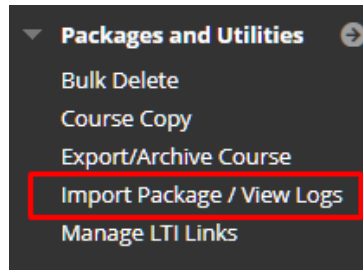 Packages and Utilities
Bulk Delete
Course Copy
Export/Archive Course
Import Package / View Logs
Manage LTI Links